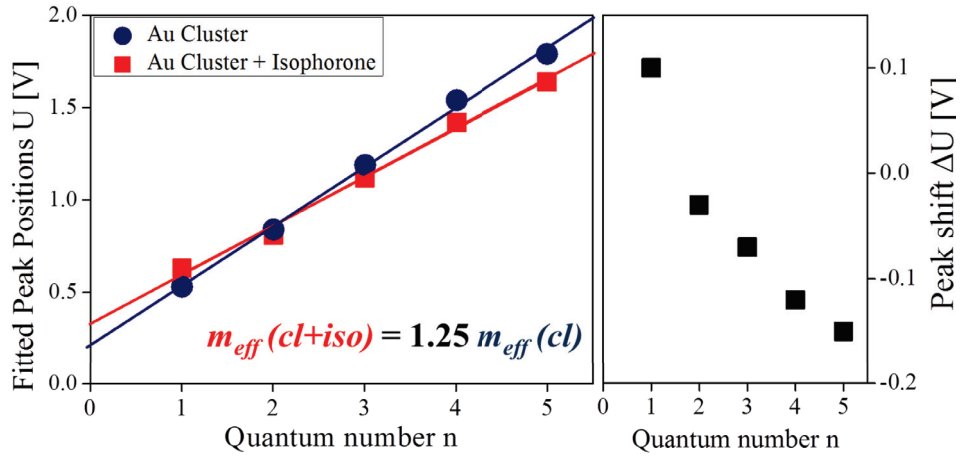 Fitted Peak Positions U [V]
2.0
1.5
1.0
0.5
0.0
Au Cluster
Au Cluster + Isophorone
m_eff (cl+iso) = 1.25 m_eff (cl)
0 1 2 3 4 5
Quantum number n
0.1
0.0
-0.1
-0.2
Peak shift ΔU [V]
0 1 2 3 4 5
Quantum number n